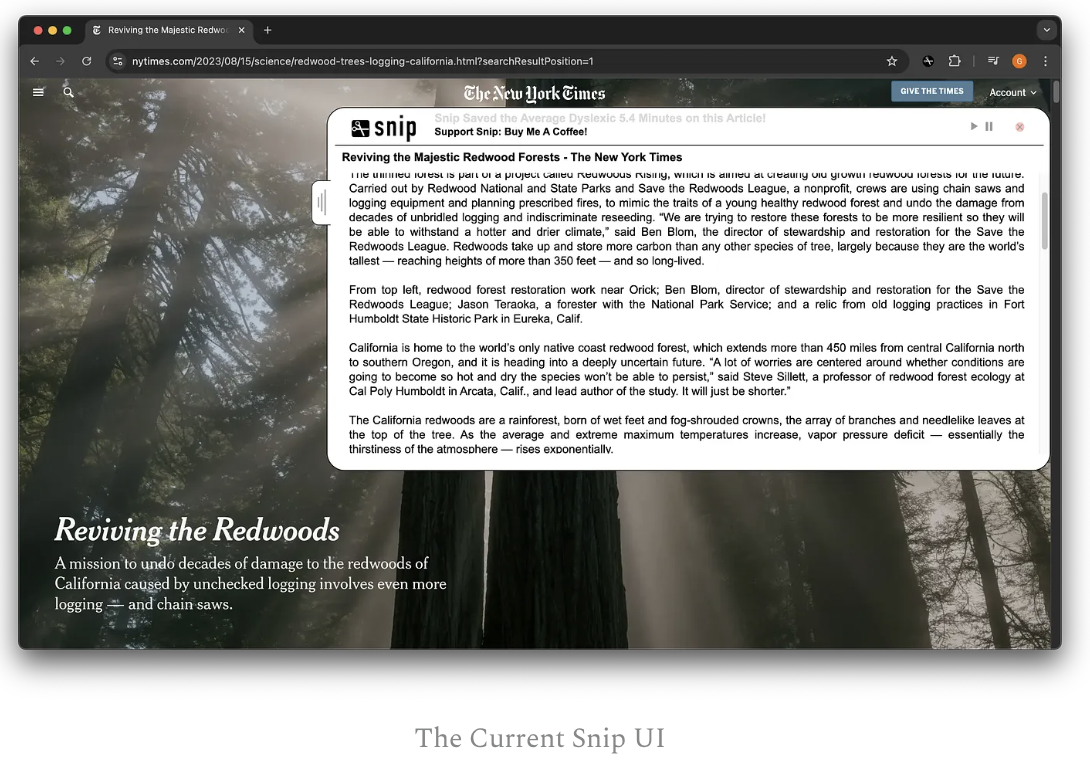 Reviving the Majestic Redwo
nytimes.com/2023/08/15/science/redwood-trees-logging-california.html?searchResultPosition=1
G
The New York Times
GIVE THE TIMES
Account
snip
Snip Saved the Average Dyslexic 5.4 Minutes on this Article!
Support Snip: Buy Me A Coffee!
Reviving the Majestic Redwood Forests - The New York Times
The thinned forest is part of a project called Redwoods Rising, which is aimed at creating old growth redwood forests for the future.
Carried out by Redwood National and State Parks and Save the Redwoods League, a nonprofit, crews are using chain saws and
logging equipment and planning prescribed fires, to mimic the traits of a young healthy redwood forest and undo the damage from
decades of unbridled logging and indiscriminate reseeding. “We are trying to restore these forests to be more resilient so they will
be able to withstand a hotter and drier climate,” said Ben Blom, the director of stewardship and restoration for the Save the
Redwoods League. Redwoods take up and store more carbon than any other species of tree, largely because they are the world’s
tallest — reaching heights of more than 350 feet — and so long-lived.
From top left, redwood forest restoration work near Orick; Ben Blom, director of stewardship and restoration for the Save the
Redwoods League; Jason Teraoka, a forester with the National Park Service; and a relic from old logging practices in Fort
Humboldt State Historic Park in Eureka, Calif.
California is home to the world’s only native coast redwood forest, which extends more than 450 miles from central California north
to southern Oregon, and it is heading into a deeply uncertain future. “A lot of worries are centered around whether conditions are
going to become so hot and dry the species won’t be able to persist,” said Steve Sillett, a professor of redwood forest ecology at
Cal Poly Humboldt in Arcata, Calif., and lead author of the study. It will just be shorter.”
The California redwoods are a rainforest, born of wet feet and fog-shrouded crowns, the array of branches and needlelike leaves at
the top of the tree. As the average and extreme maximum temperatures increase, vapor pressure deficit — essentially the
thirstiness of the atmosphere — rises exponentially.
Reviving the Redwoods
A mission to undo decades of damage to the redwoods of
California caused by unchecked logging involves even more
logging — and chain saws.
The Current Snip UI